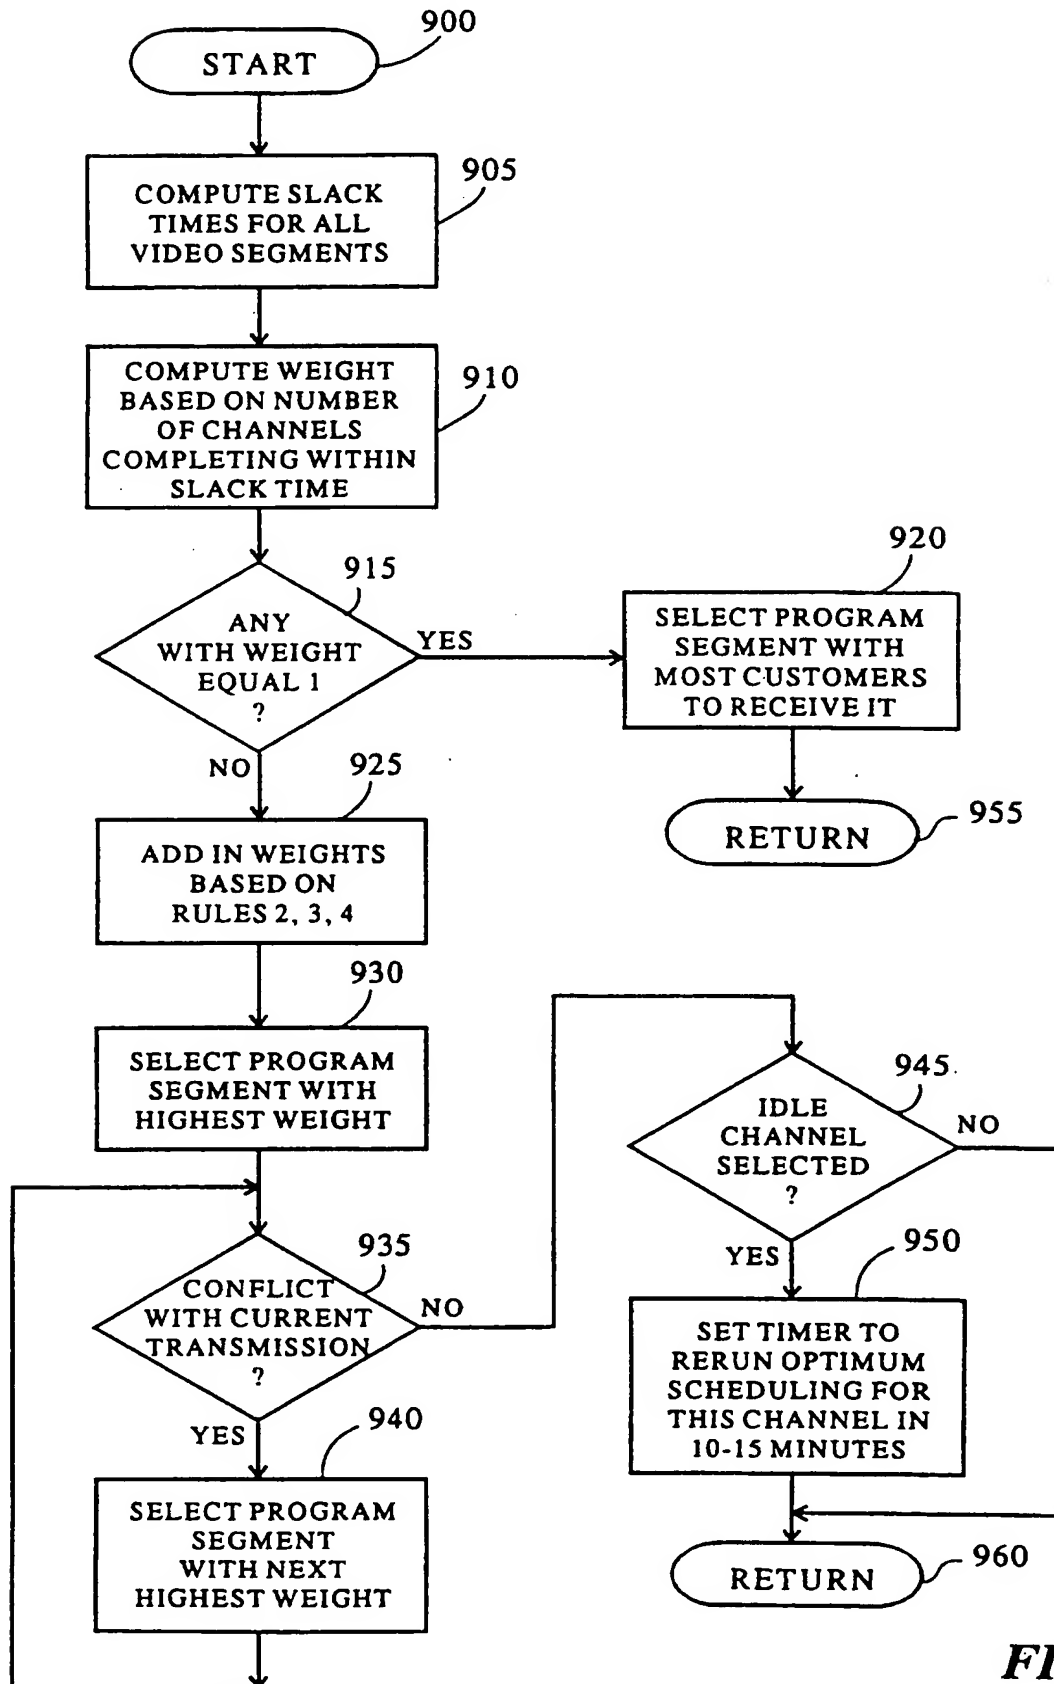 900
START
905
COMPUTE SLACK
TIMES FOR ALL
VIDEO SEGMENTS
910
COMPUTE WEIGHT
BASED ON NUMBER
OF CHANNELS
COMPLETING WITHIN
SLACK TIME
915
ANY
WITH WEIGHT
EQUAL 1
?
YES
920
SELECT PROGRAM
SEGMENT WITH
MOST CUSTOMERS
TO RECEIVE IT
955
RETURN
NO
925
ADD IN WEIGHTS
BASED ON
RULES 2, 3, 4
930
SELECT PROGRAM
SEGMENT WITH
HIGHEST WEIGHT
935
CONFLICT
WITH CURRENT
TRANSMISSION
?
NO
YES
940
SELECT PROGRAM
SEGMENT
WITH NEXT
HIGHEST WEIGHT
945
IDLE
CHANNEL
SELECTED
?
NO
YES
950
SET TIMER TO
RERUN OPTIMUM
SCHEDULING FOR
THIS CHANNEL IN
10-15 MINUTES
960
RETURN